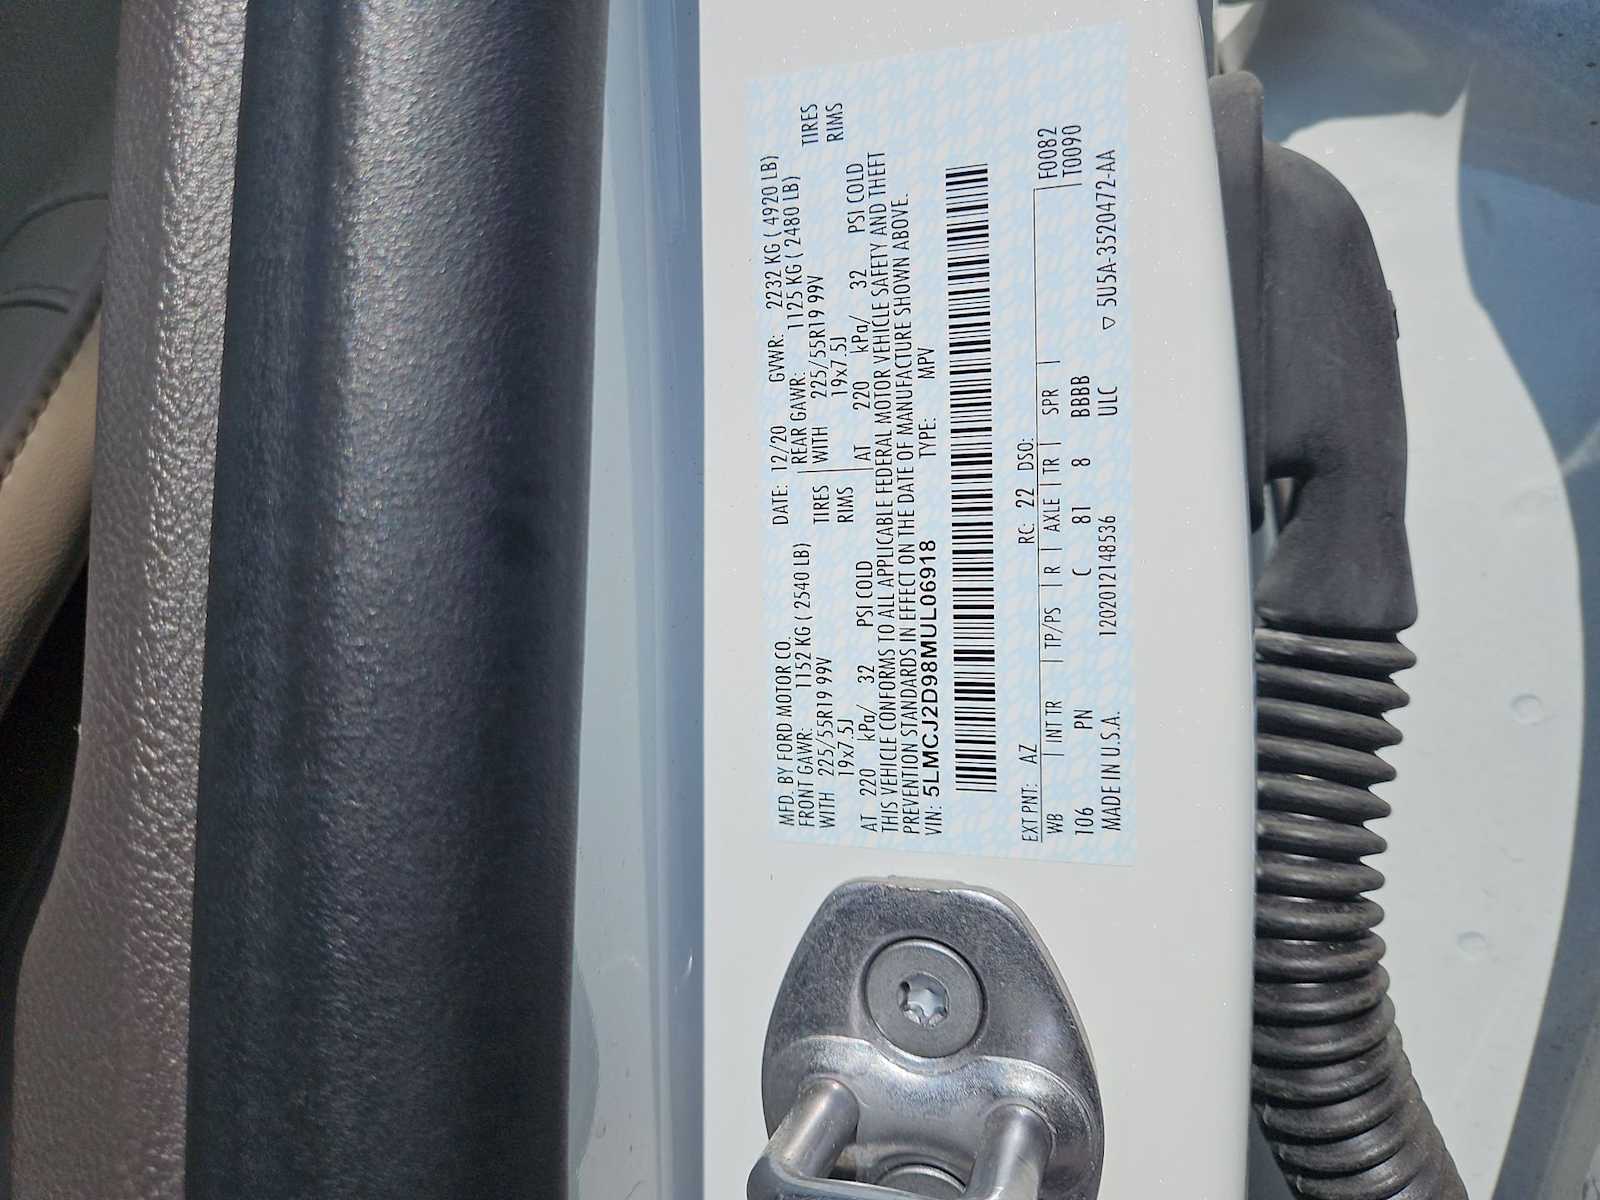 MFD. BY FORD MOTOR CO. DATE: 12/20 GVWR: 2232 KG ( 4920 LB)
FRONT GAWR: 1152 KG ( 2540 LB) REAR GAWR: 1125 KG ( 2480 LB)
WITH 225/55R19 99V TIRES WITH 225/55R19 99V TIRES
19x7.5J RIMS 19x7.5J RIMS
AT 220 kPa/ 32 PSI COLD AT 220 kPa/ 32 PSI COLD
THIS VEHICLE CONFORMS TO ALL APPLICABLE FEDERAL MOTOR VEHICLE SAFETY AND THEFT
PREVENTION STANDARDS IN EFFECT ON THE DATE OF MANUFACTURE SHOWN ABOVE.
VIN: 5LMCJ2D98MUL06918 TYPE: MPV
EXT PNT: AZ RC: 22 DSO: F0082
WB INT TR TP/PS R AXLE TR SPR T0090
106 PN C 81 8 BBBB
MADE IN U.S.A. 1202012148536 ULC ▽ 5U5A-3520472-AA